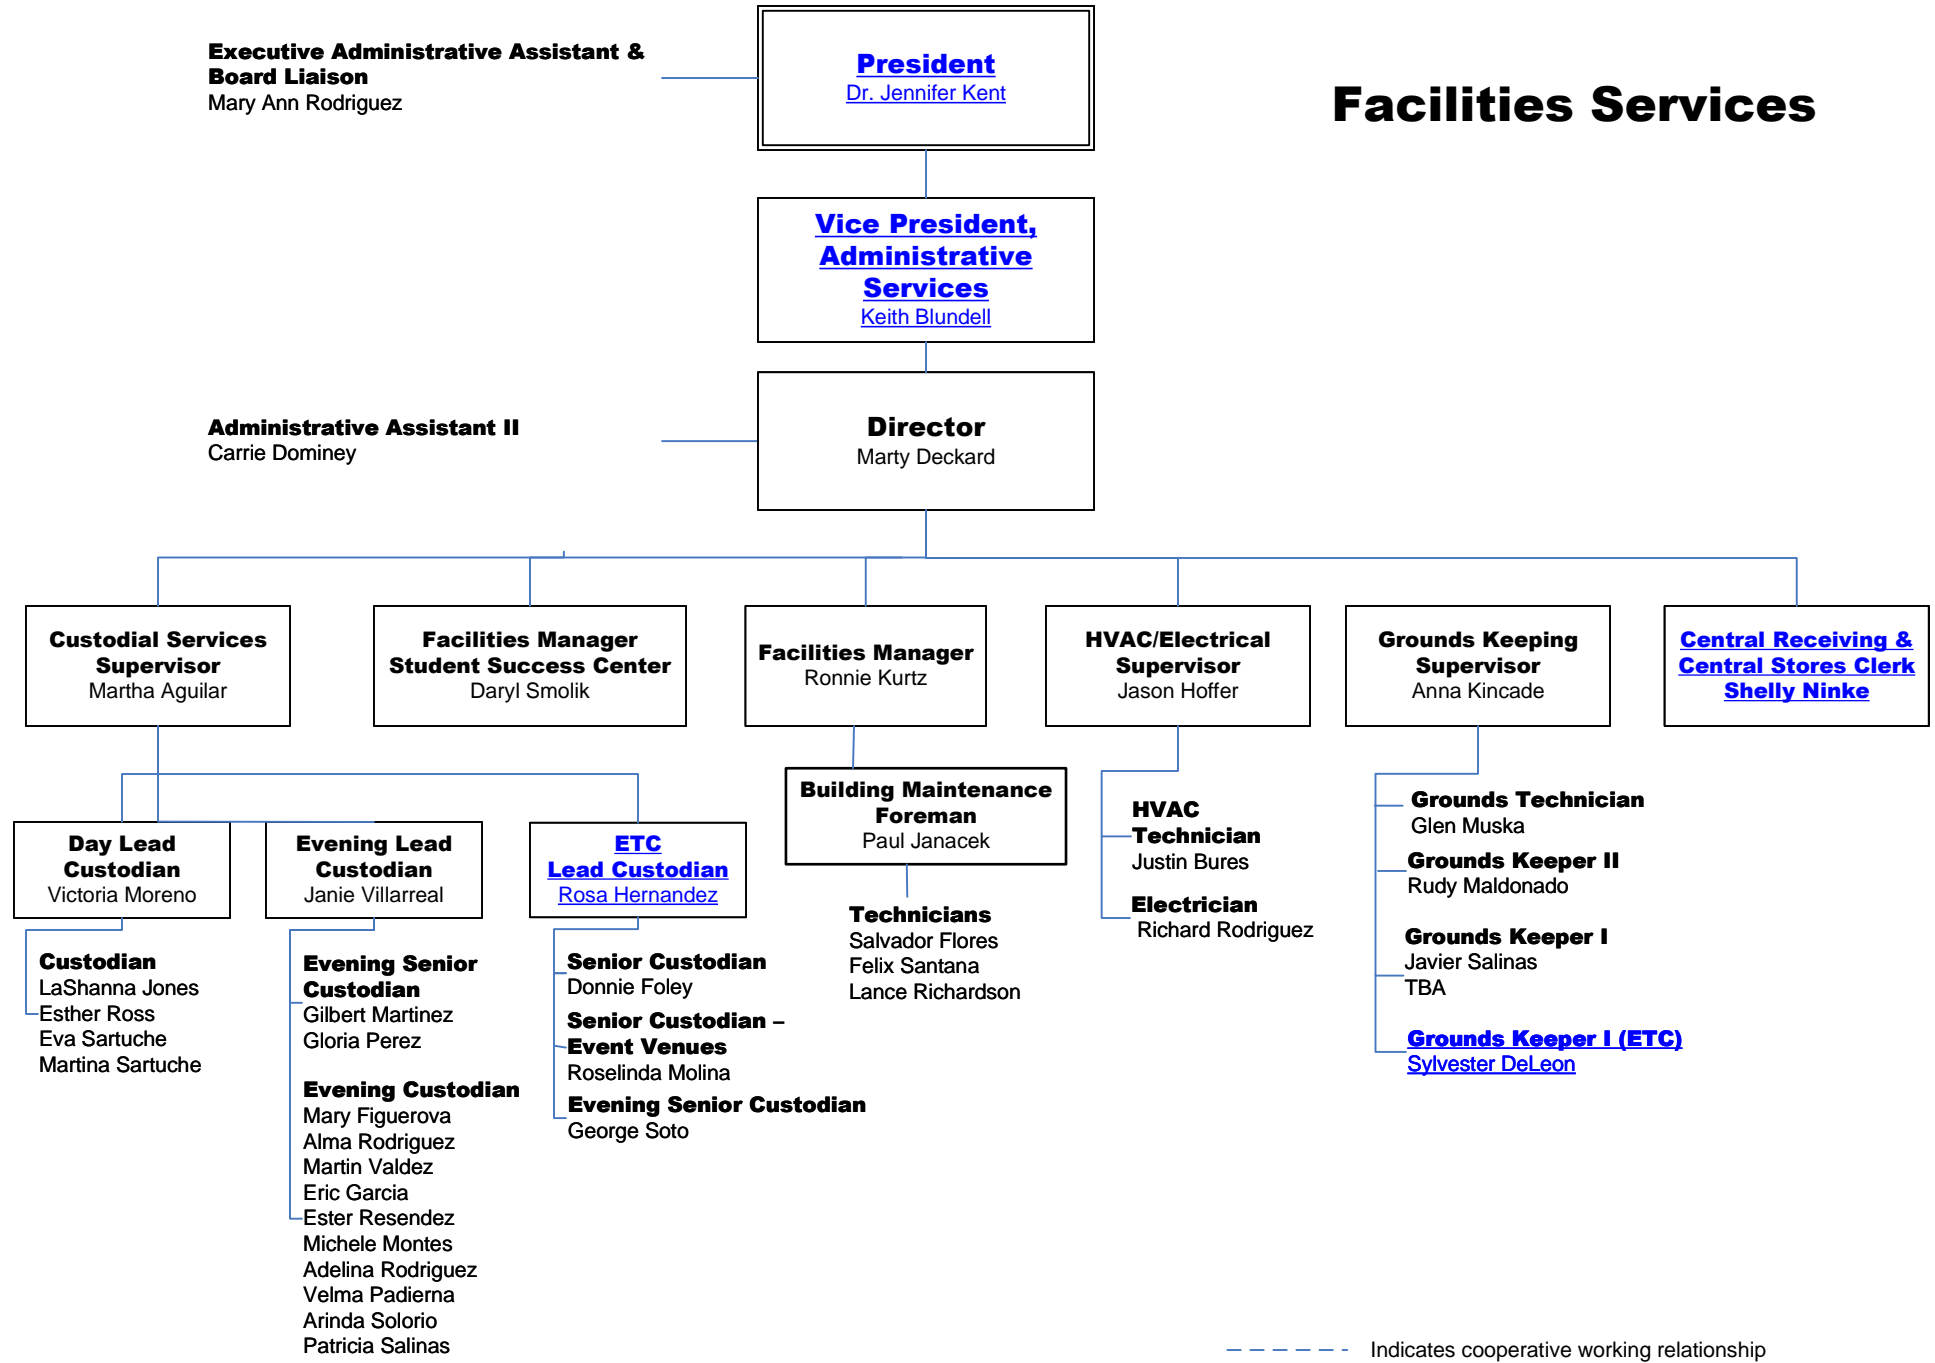 Executive Administrative Assistant &
Board Liaison
Mary Ann Rodriguez
President
Dr. Jennifer Kent
Facilities Services
Vice President,
Administrative
Services
Keith Blundell
Administrative Assistant II
Carrie Dominey
Director
Marty Deckard
Custodial Services
Supervisor
Martha Aguilar
Facilities Manager
Student Success Center
Daryl Smolik
Facilities Manager
Ronnie Kurtz
HVAC/Electrical
Supervisor
Jason Hoffer
Grounds Keeping
Supervisor
Anna Kincade
Central Receiving &
Central Stores Clerk
Shelly Ninke
Day Lead
Custodian
Victoria Moreno
Custodian
LaShanna Jones
Esther Ross
Eva Sartuche
Martina Sartuche
Evening Lead
Custodian
Janie Villarreal
Evening Senior
Custodian
Gilbert Martinez
Gloria Perez
Evening Custodian
Mary Figuerova
Alma Rodriguez
Martin Valdez
Eric Garcia
Ester Resendez
Michele Montes
Adelina Rodriguez
Velma Padierna
Arinda Solorio
Patricia Salinas
ETC
Lead Custodian
Rosa Hernandez
Senior Custodian
Donnie Foley
Senior Custodian –
Event Venues
Roselinda Molina
Evening Senior Custodian
George Soto
Building Maintenance
Foreman
Paul Janacek
Technicians
Salvador Flores
Felix Santana
Lance Richardson
HVAC
Technician
Justin Bures
Electrician
Richard Rodriguez
Grounds Technician
Glen Muska
Grounds Keeper II
Rudy Maldonado
Grounds Keeper I
Javier Salinas
TBA
Grounds Keeper I (ETC)
Sylvester DeLeon
Indicates cooperative working relationship